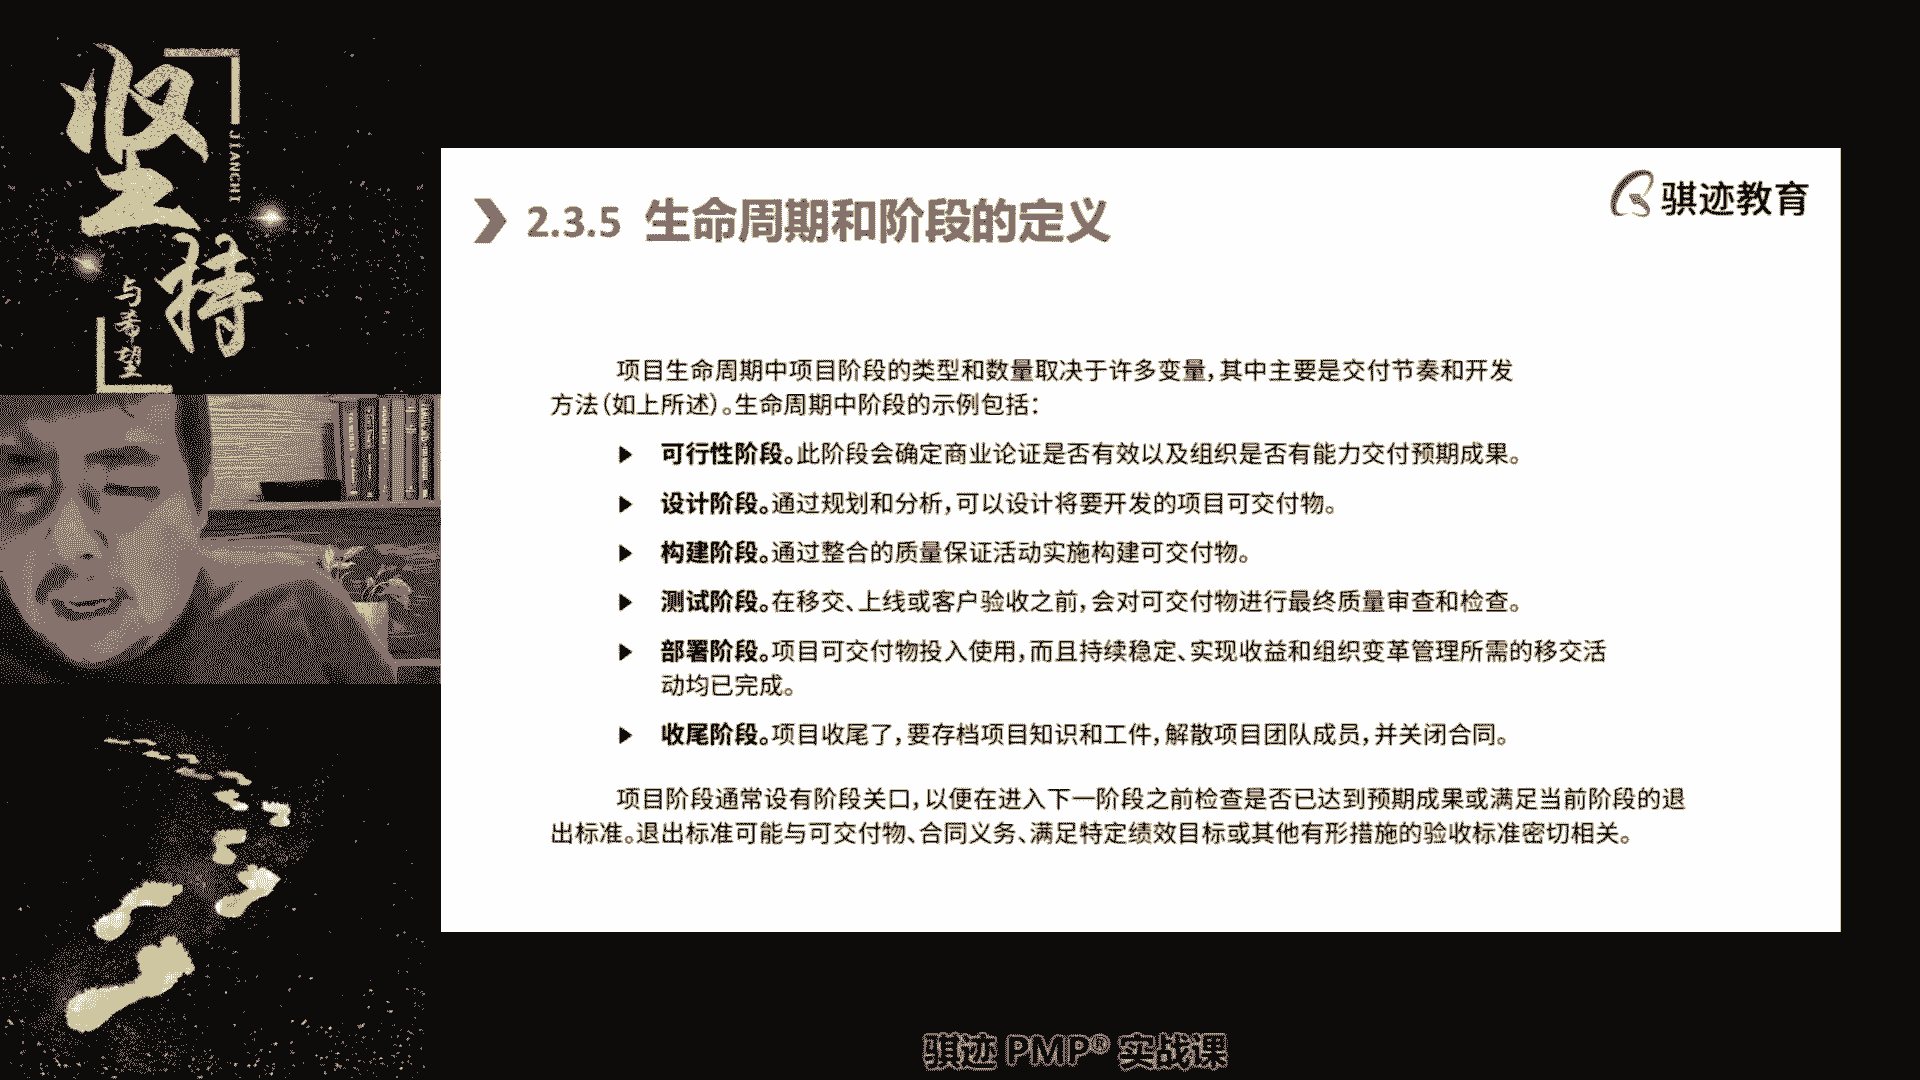 坚持
JIANCHI
与希望
骐迹教育
2.3.5 生命周期和阶段的定义
项目生命周期中项目阶段的类型和数量取决于许多变量，其中主要是交付节奏和开发
方法（如上所述）。生命周期中阶段的示例包括：
可行性阶段。此阶段会确定商业论证是否有效以及组织是否有能力交付预期成果。
设计阶段。通过规划和分析，可以设计将要开发的项目可交付物。
构建阶段。通过整合的质量保证活动实施构建可交付物。
测试阶段。在移交、上线或客户验收之前，会对可交付物进行最终质量审查和检查。
部署阶段。项目可交付物投入使用，而且持续稳定、实现收益和组织变革管理所需的移交活
动均已完成。
收尾阶段。项目收尾了，要存档项目知识和工件，解散项目团队成员，并关闭合同。
项目阶段通常设有阶段关口，以便在进入下一阶段之前检查是否已达到预期成果或满足当前阶段的退
出标准。退出标准可能与可交付物、合同义务、满足特定绩效目标或其他有形措施的验收标准密切相关。
骐迹 PMP® 实战课